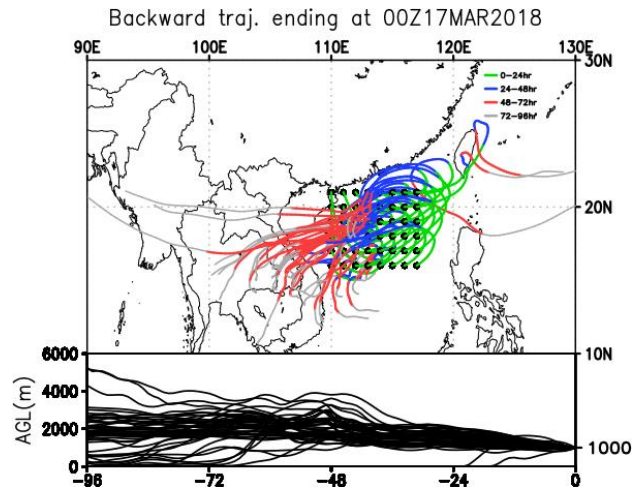 Backward traj. ending at 00Z17MAR2018
90E 100E 110E 120E 130E
30N
0-24hr
24-48hr
48-72hr
72-96hr
20N
10N
6000
4000
2000
0
AGL(m)
1000
-96 -72 -48 -24 0